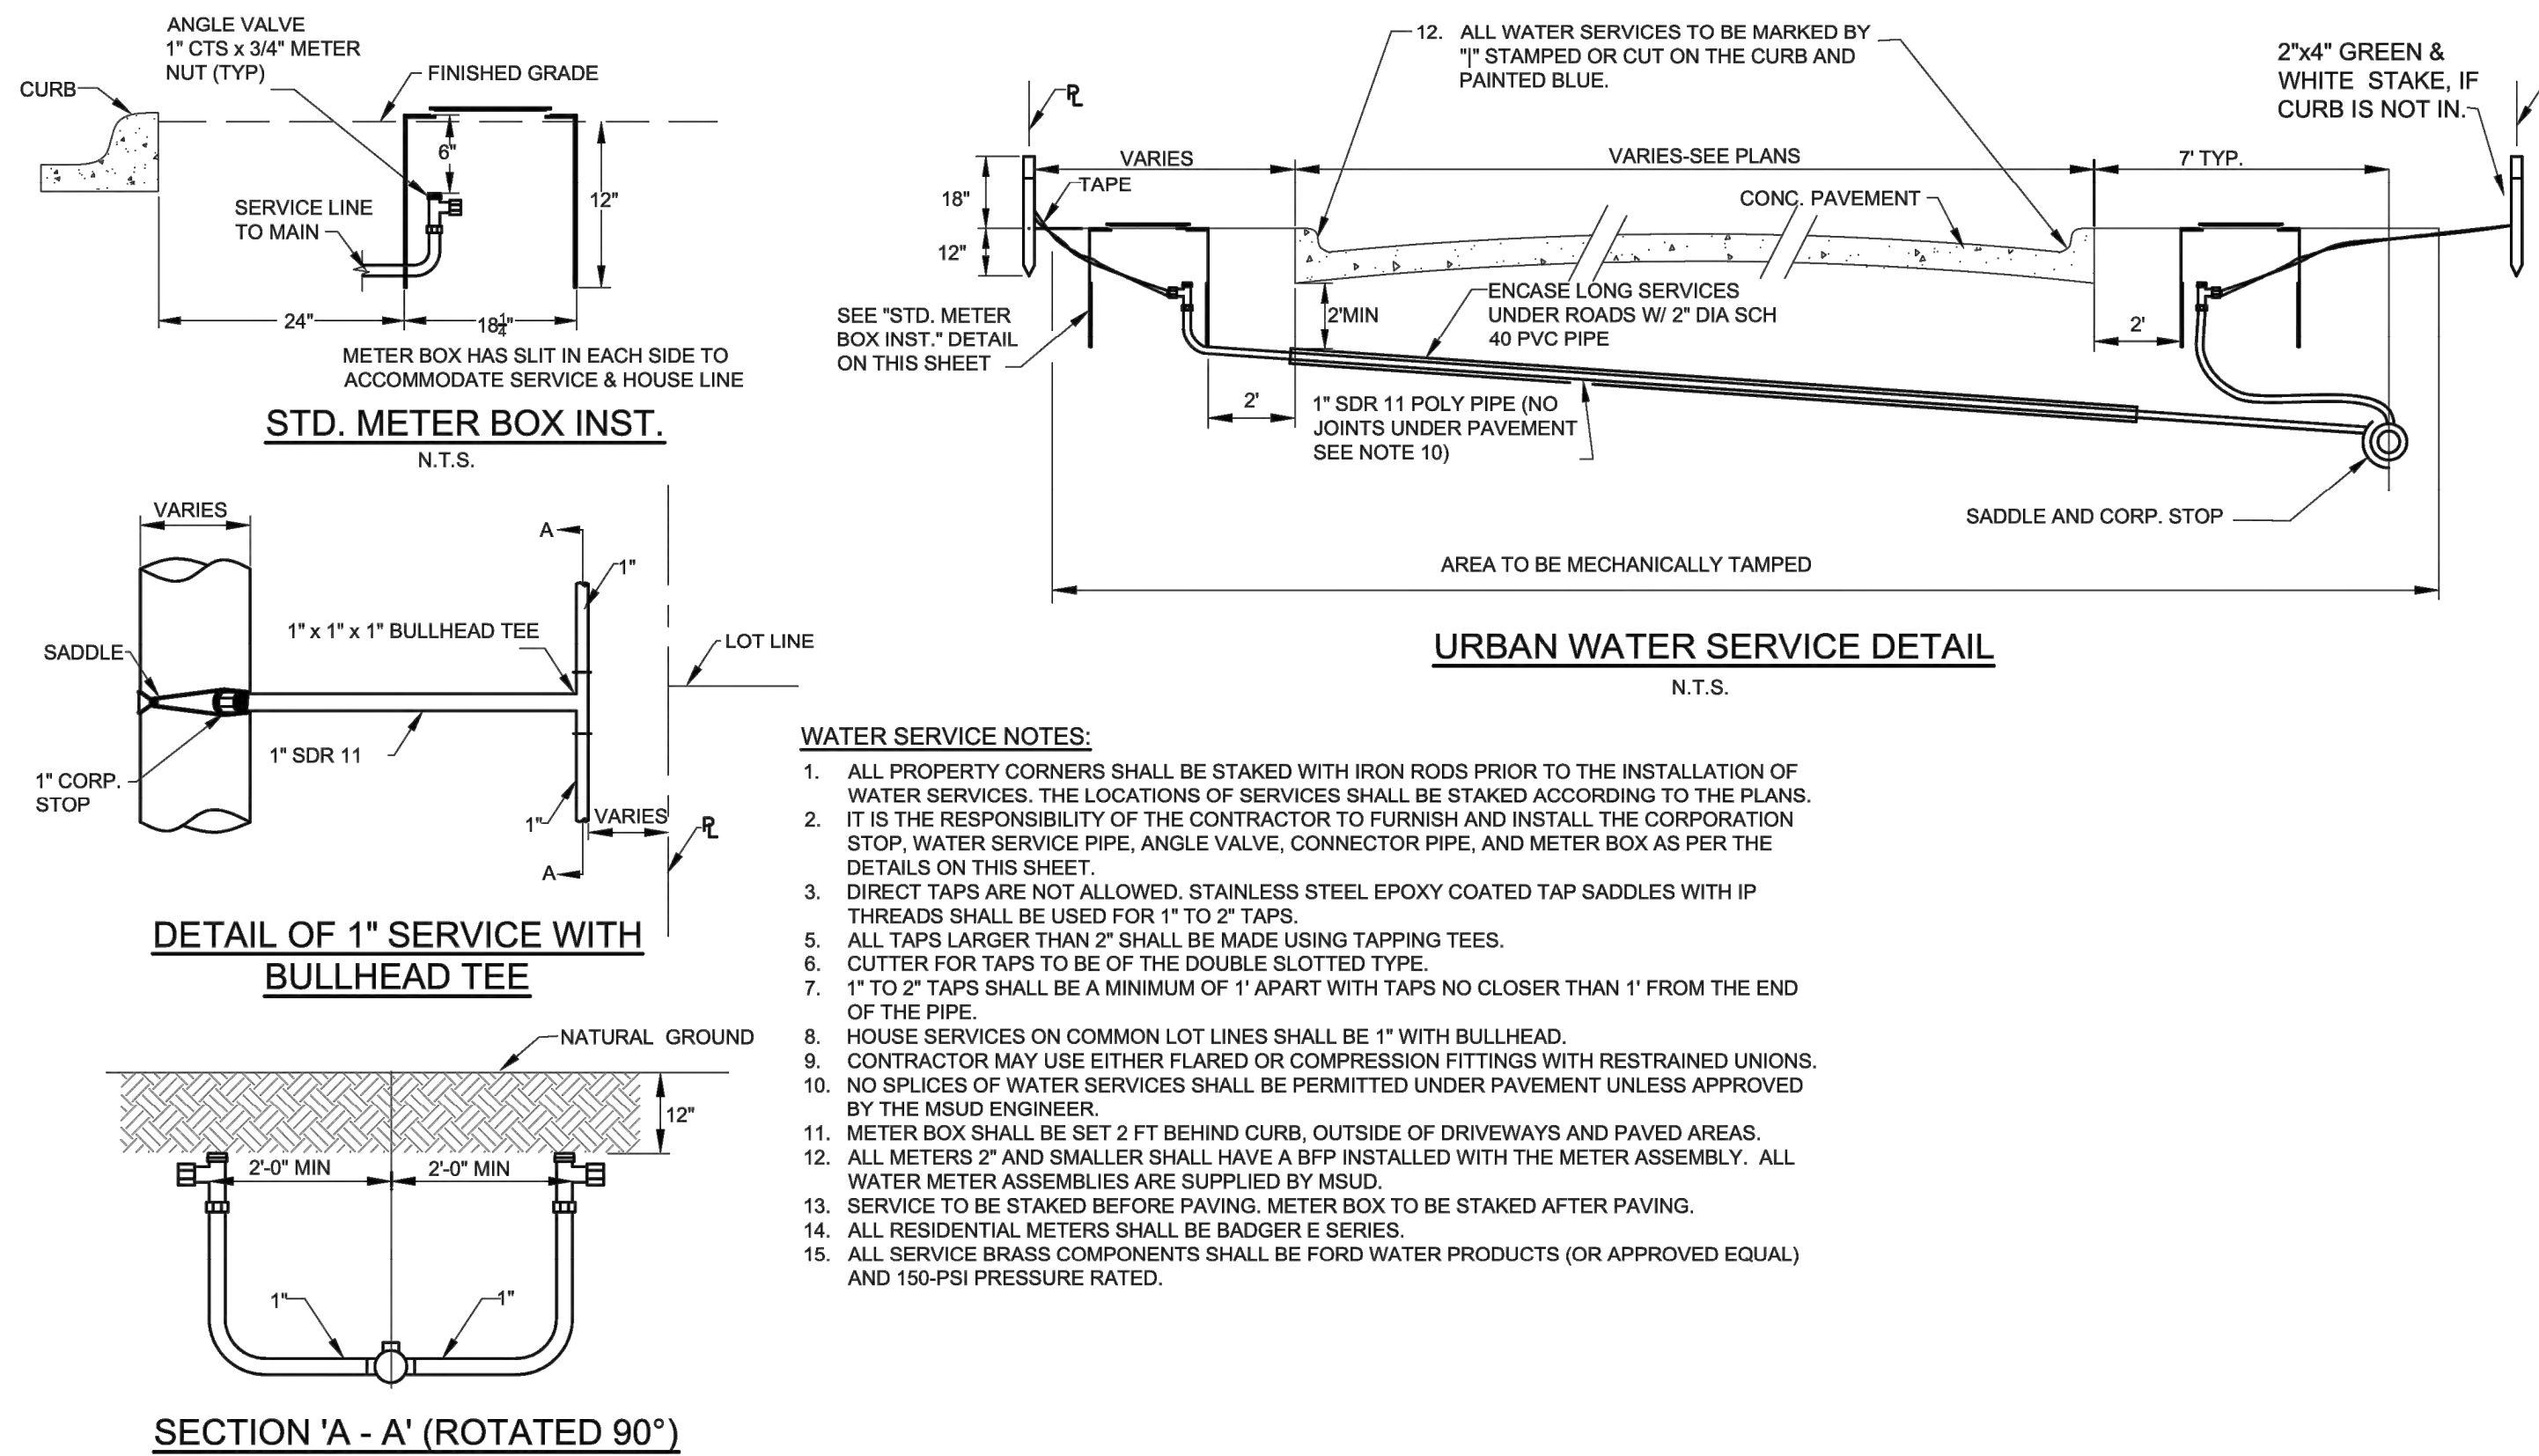 ANGLE VALVE
1" CTS x 3/4" METER
NUT (TYP)
FINISHED GRADE
CURB
6"
12"
SERVICE LINE
TO MAIN
24"
18 1/4"
METER BOX HAS SLIT IN EACH SIDE TO
ACCOMMODATE SERVICE & HOUSE LINE
STD. METER BOX INST.
N.T.S.
12. ALL WATER SERVICES TO BE MARKED BY
"|" STAMPED OR CUT ON THE CURB AND
PAINTED BLUE.
2"x4" GREEN &
WHITE STAKE, IF
CURB IS NOT IN.
PL
VARIES
VARIES-SEE PLANS
7' TYP.
18"
TAPE
CONC. PAVEMENT
12"
SEE "STD. METER
BOX INST." DETAIL
ON THIS SHEET
2'MIN
ENCASE LONG SERVICES
UNDER ROADS W/ 2" DIA SCH
40 PVC PIPE
2'
2'
1" SDR 11 POLY PIPE (NO
JOINTS UNDER PAVEMENT
SEE NOTE 10)
SADDLE AND CORP. STOP
AREA TO BE MECHANICALLY TAMPED
URBAN WATER SERVICE DETAIL
N.T.S.
VARIES
A
1"
1" x 1" x 1" BULLHEAD TEE
LOT LINE
SADDLE
1" SDR 11
1" CORP.
STOP
1"
VARIES
PL
A
DETAIL OF 1" SERVICE WITH
BULLHEAD TEE
NATURAL GROUND
12"
2'-0" MIN
2'-0" MIN
1"
1"
SECTION 'A - A' (ROTATED 90°)
WATER SERVICE NOTES:
1. ALL PROPERTY CORNERS SHALL BE STAKED WITH IRON RODS PRIOR TO THE INSTALLATION OF
WATER SERVICES. THE LOCATIONS OF SERVICES SHALL BE STAKED ACCORDING TO THE PLANS.
2. IT IS THE RESPONSIBILITY OF THE CONTRACTOR TO FURNISH AND INSTALL THE CORPORATION
STOP, WATER SERVICE PIPE, ANGLE VALVE, CONNECTOR PIPE, AND METER BOX AS PER THE
DETAILS ON THIS SHEET.
3. DIRECT TAPS ARE NOT ALLOWED. STAINLESS STEEL EPOXY COATED TAP SADDLES WITH IP
THREADS SHALL BE USED FOR 1" TO 2" TAPS.
5. ALL TAPS LARGER THAN 2" SHALL BE MADE USING TAPPING TEES.
6. CUTTER FOR TAPS TO BE OF THE DOUBLE SLOTTED TYPE.
7. 1" TO 2" TAPS SHALL BE A MINIMUM OF 1' APART WITH TAPS NO CLOSER THAN 1' FROM THE END
OF THE PIPE.
8. HOUSE SERVICES ON COMMON LOT LINES SHALL BE 1" WITH BULLHEAD.
9. CONTRACTOR MAY USE EITHER FLARED OR COMPRESSION FITTINGS WITH RESTRAINED UNIONS.
10. NO SPLICES OF WATER SERVICES SHALL BE PERMITTED UNDER PAVEMENT UNLESS APPROVED
BY THE MSUD ENGINEER.
11. METER BOX SHALL BE SET 2 FT BEHIND CURB, OUTSIDE OF DRIVEWAYS AND PAVED AREAS.
12. ALL METERS 2" AND SMALLER SHALL HAVE A BFP INSTALLED WITH THE METER ASSEMBLY. ALL
WATER METER ASSEMBLIES ARE SUPPLIED BY MSUD.
13. SERVICE TO BE STAKED BEFORE PAVING. METER BOX TO BE STAKED AFTER PAVING.
14. ALL RESIDENTIAL METERS SHALL BE BADGER E SERIES.
15. ALL SERVICE BRASS COMPONENTS SHALL BE FORD WATER PRODUCTS (OR APPROVED EQUAL)
AND 150-PSI PRESSURE RATED.